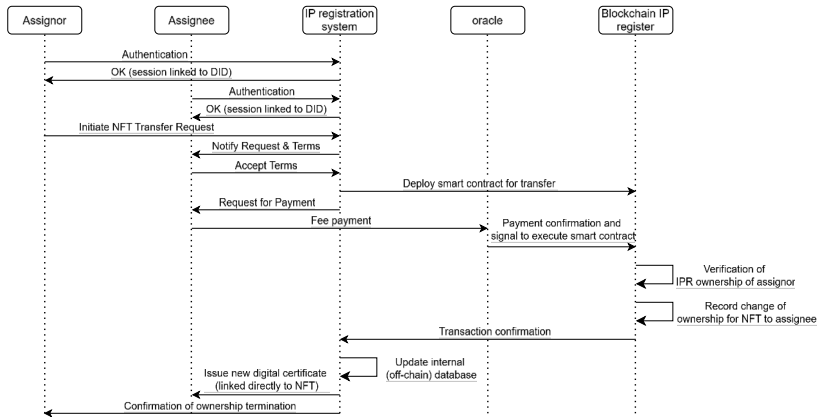 Assignor
Assignee
IP registration
system
oracle
Blockchain IP
register
Authentication
OK (session linked to DID)
Authentication
OK (session linked to DID)
Initiate NFT Transfer Request
Notify Request & Terms
Accept Terms
Deploy smart contract for transfer
Request for Payment
Fee payment
Payment confirmation and
signal to execute smart contract
Verification of
IPR ownership of assignor
Record change of
ownership for NFT to assignee
Transaction confirmation
Update internal
(off-chain) database
Issue new digital certificate
(linked directly to NFT)
Confirmation of ownership termination